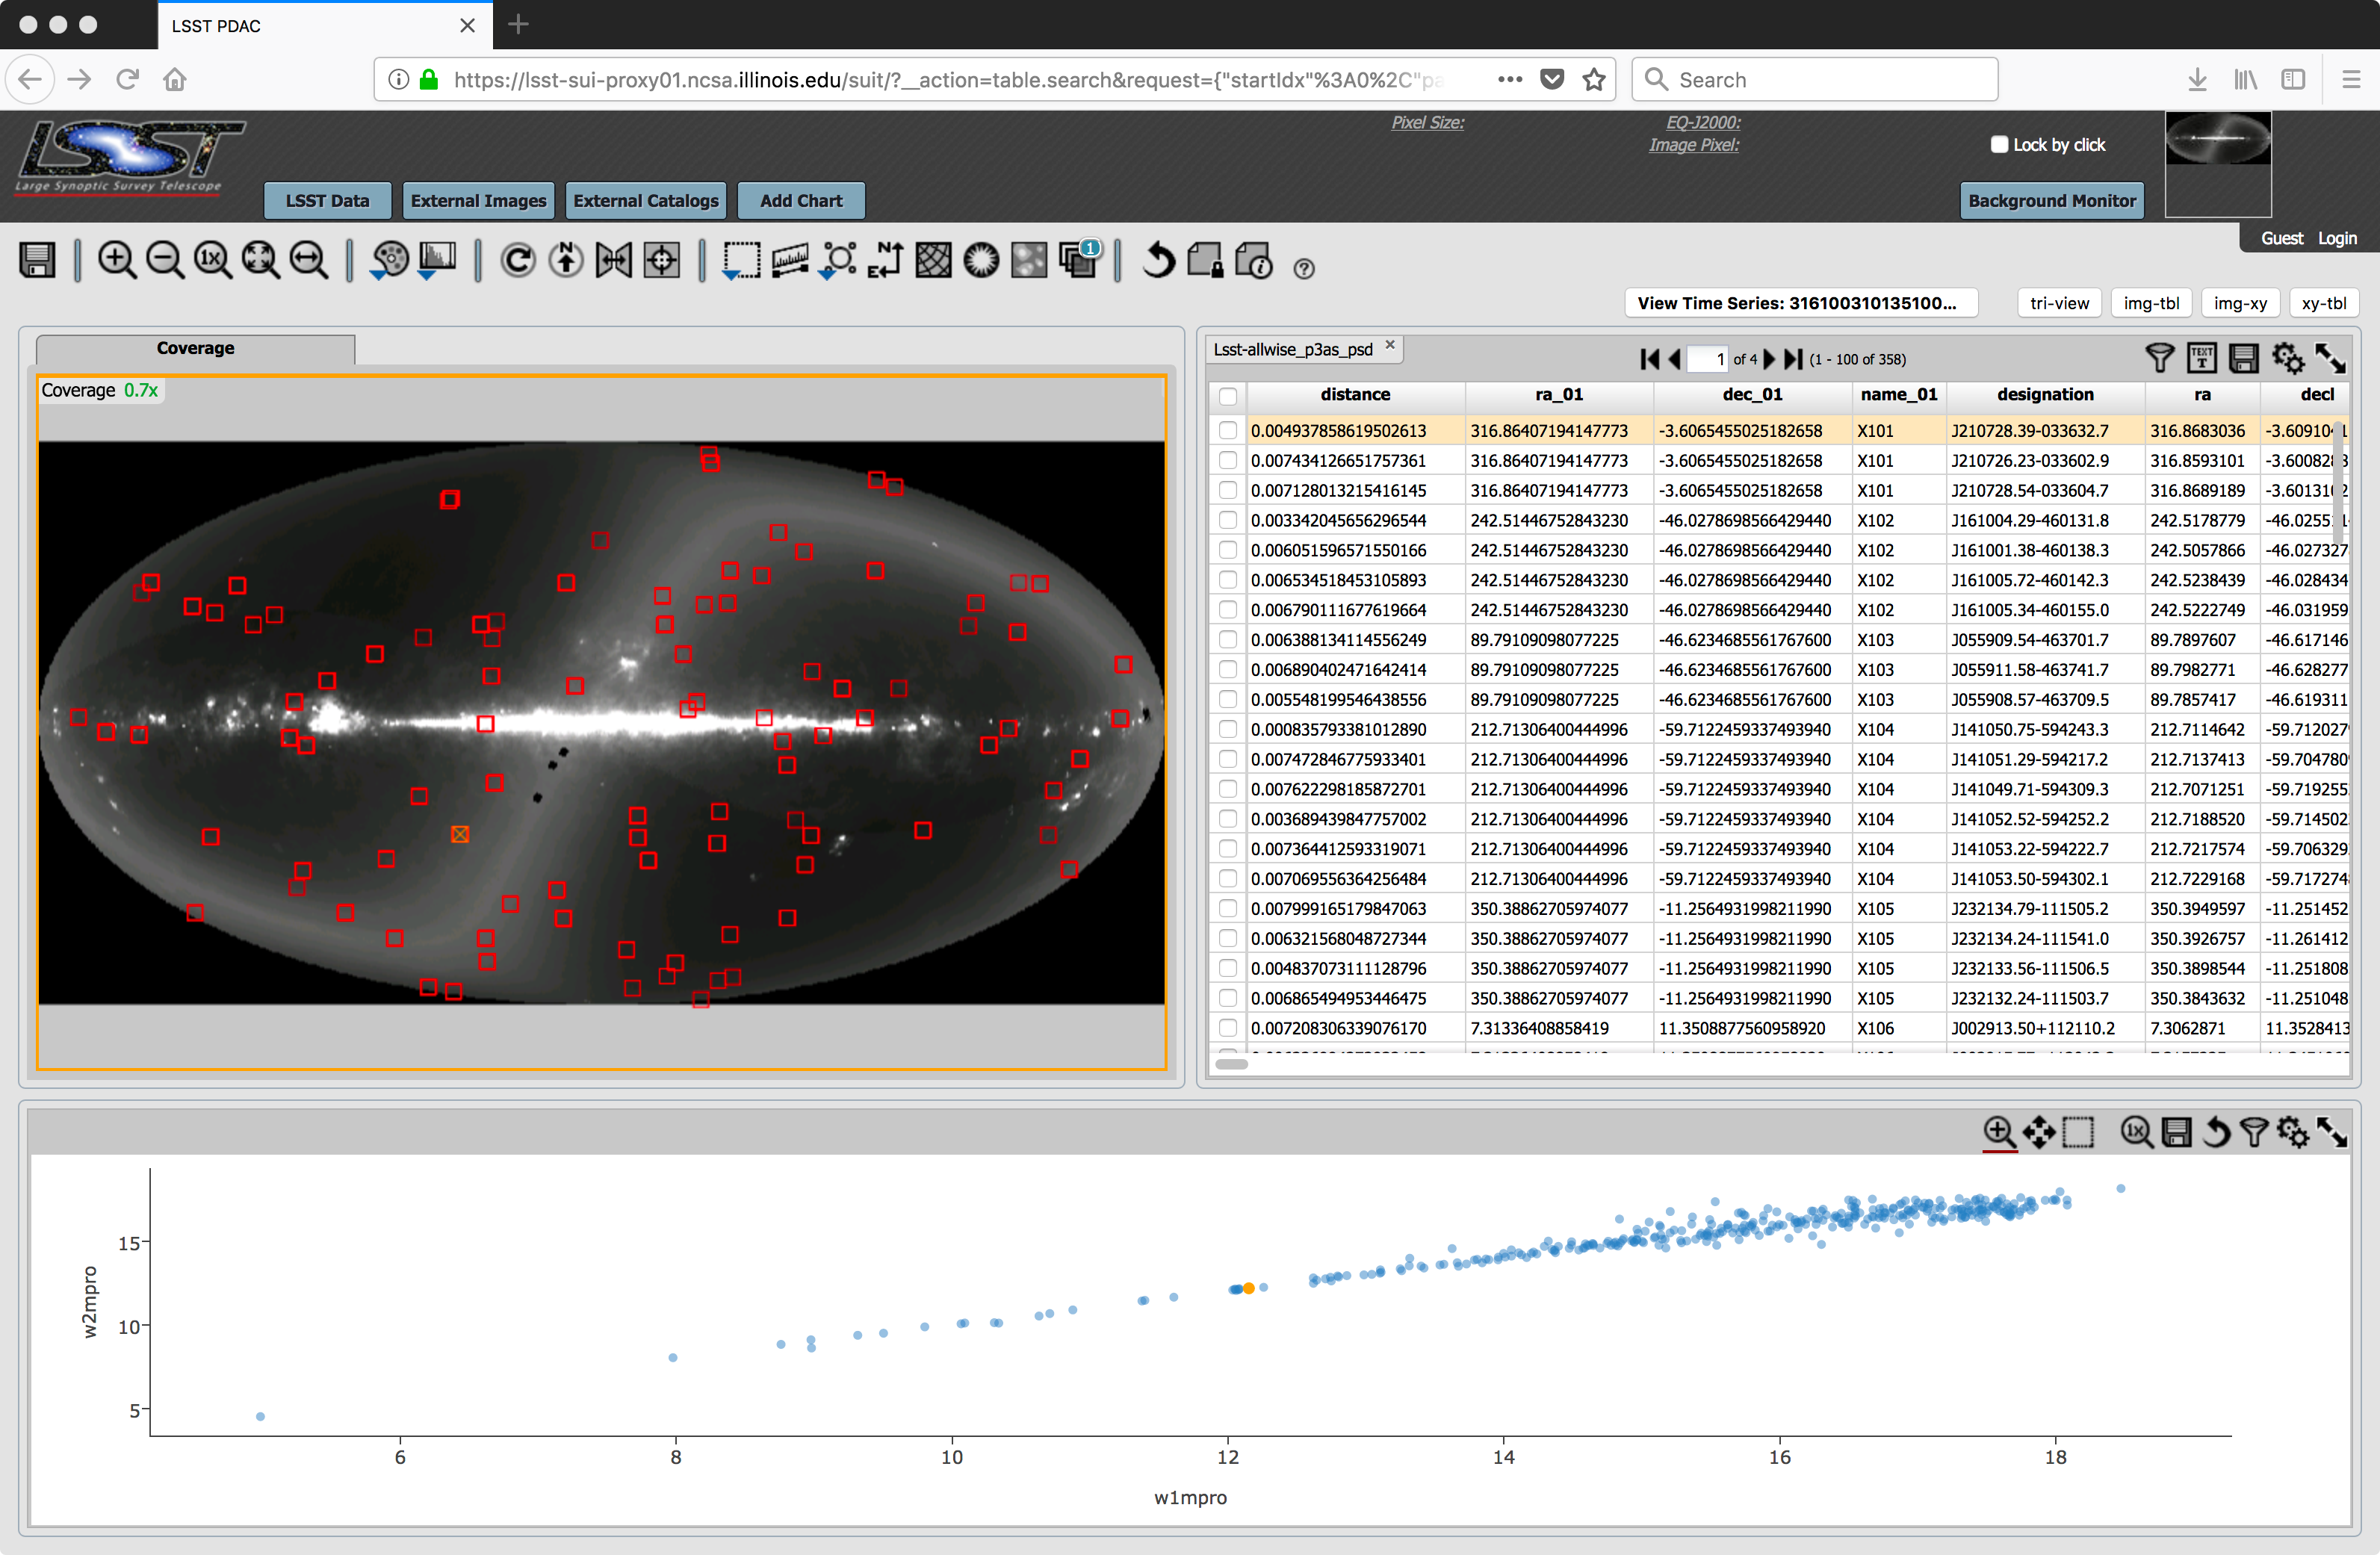 LSST PDAC
https://lsst-sui-proxy01.ncsa.illinois.edu/suit/?__action=table.search&request={"startIdx"%3A0%2C"pa
Search
LSST
Large Synoptic Survey Telescope
Pixel Size:
EQ-J2000:
Image Pixel:
Lock by click
LSST Data
External Images
External Catalogs
Add Chart
Background Monitor
Guest Login
1x
N
N
E
1
i
?
View Time Series: 316100310135100...
tri-view
img-tbl
img-xy
xy-tbl
Coverage
Coverage 0.7x
Lsst-allwise_p3as_psd
1 of 4 (1 - 100 of 358)
TEXT
T
distance ra_01 dec_01 name_01 designation ra decl
0.004937858619502613 316.86407194147773 -3.6065455025182658 X101 J210728.39-033632.7 316.8683036
0.007434126651757361 316.86407194147773 -3.6065455025182658 X101 J210726.23-033602.9 316.8593101
0.007128013215416145 316.86407194147773 -3.6065455025182658 X101 J210728.54-033604.7 316.8689189
0.003342045656296544 242.51446752843230 -46.0278698566429440 X102 J161004.29-460131.8 242.5178779
0.006051596571550166 242.51446752843230 -46.0278698566429440 X102 J161001.38-460138.3 242.5057866 -46.027327
0.006534518453105893 242.51446752843230 -46.0278698566429440 X102 J161005.72-460142.3 242.5238439 -46.028434
0.006790111677619664 242.51446752843230 -46.0278698566429440 X102 J161005.34-460155.0 242.5222749 -46.031959
0.006388134114556249 89.79109098077225 -46.6234685561767600 X103 J055909.54-463701.7 89.7897607 -46.617146
0.006890402471642414 89.79109098077225 -46.6234685561767600 X103 J055911.58-463741.7 89.7982771 -46.628277
0.005548199546438556 89.79109098077225 -46.6234685561767600 X103 J055908.57-463709.5 89.7857417 -46.619311
0.000835793381012890 212.71306400444996 -59.7122459337493940 X104 J141050.75-594243.3 212.7114642 -59.712027
0.007472846775933401 212.71306400444996 -59.7122459337493940 X104 J141051.29-594217.2 212.7137413 -59.704780
0.007622298185872701 212.71306400444996 -59.7122459337493940 X104 J141049.71-594309.3 212.7071251 -59.719255
0.003689439847757002 212.71306400444996 -59.7122459337493940 X104 J141052.52-594252.2 212.7188520 -59.714502
0.007364412593319071 212.71306400444996 -59.7122459337493940 X104 J141053.22-594222.7 212.7217574 -59.706329
0.007069556364256484 212.71306400444996 -59.7122459337493940 X104 J141053.50-594302.1 212.7229168 -59.717274
0.007999165179847063 350.38862705974077 -11.2564931998211990 X105 J232134.79-111505.2 350.3949597 -11.251452
0.006321568048727344 350.38862705974077 -11.2564931998211990 X105 J232134.24-111541.0 350.3926757 -11.261412
0.004837073111128796 350.38862705974077 -11.2564931998211990 X105 J232133.56-111506.5 350.3898544 -11.251808
0.006865494953446475 350.38862705974077 -11.2564931998211990 X105 J232132.24-111503.7 350.3843632 -11.251048
0.007208306339076170 7.31336408858419 11.3508877560958920 X106 J002913.50+112110.2 7.3062871 11.3528413
1x
15
10
5
w2mpro
6 8 10 12 14 16 18
w1mpro